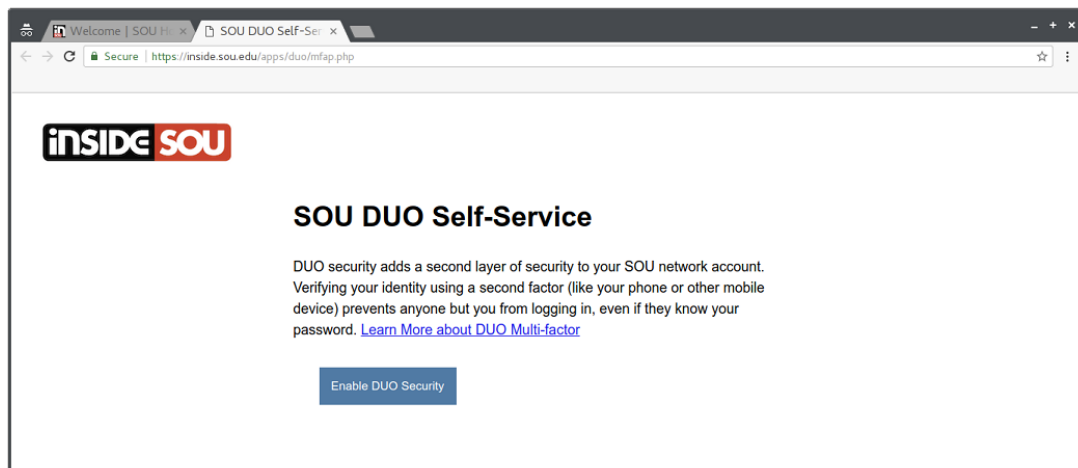 in Welcome | SOU H
SOU DUO Self-Ser
Secure | https://inside.sou.edu/apps/duo/mfap.php
inSIDE SOU
SOU DUO Self-Service
DUO security adds a second layer of security to your SOU network account.
Verifying your identity using a second factor (like your phone or other mobile
device) prevents anyone but you from logging in, even if they know your
password. Learn More about DUO Multi-factor
Enable DUO Security